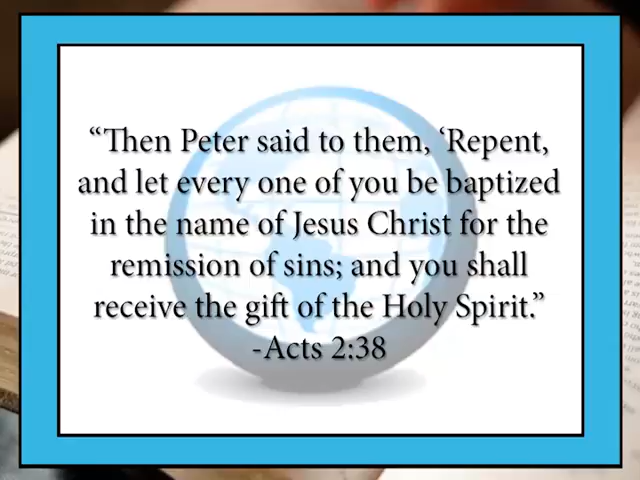 “Then Peter said to them, ‘Repent,
and let every one of you be baptized
in the name of Jesus Christ for the
remission of sins; and you shall
receive the gift of the Holy Spirit.”
-Acts 2:38